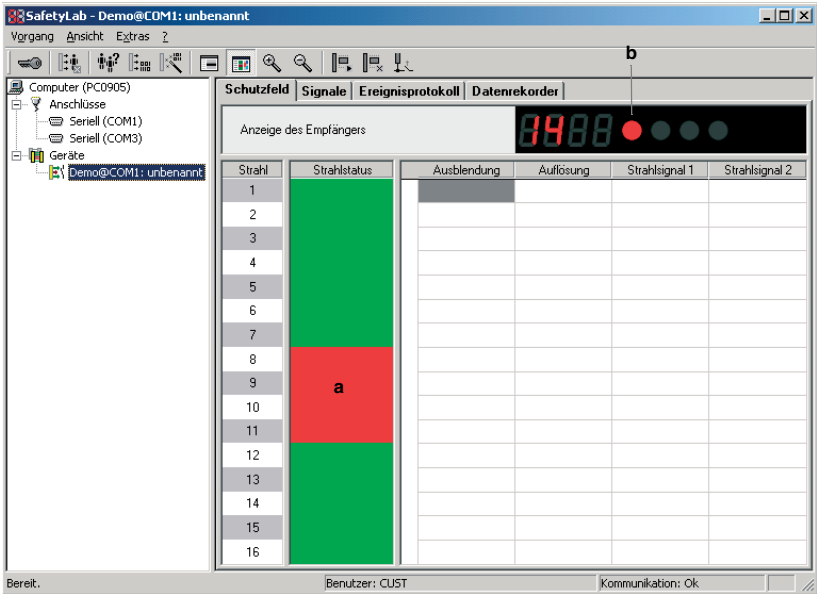 SafetyLab - Demo@COM1: unbenannt
Vorgang Ansicht Extras ?
b
Computer (PC0905)
Anschlüsse
Seriell (COM1)
Seriell (COM3)
Geräte
Demo@COM1: unbenannt
Schutzfeld Signale Ereignisprotokoll Datenrekorder
Anzeige des Empfängers
14
Strahl Strahlstatus Ausblendung Auflösung Strahlsignal 1 Strahlsignal 2
1
2
3
4
5
6
7
8
9
a
10
11
12
13
14
15
16
Bereit. Benutzer: CUST Kommunikation: Ok